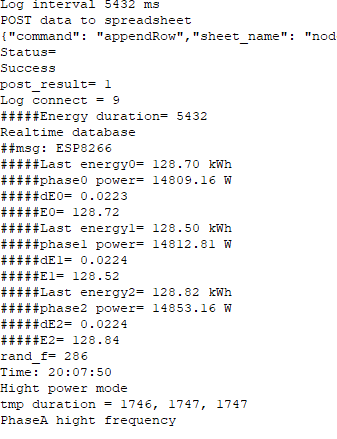 Log interval 5432 ms
POST data to spreadsheet
{"command": "appendRow","sheet_name": "nod
Status=
Success
post_result= 1
Log connect = 9
#####Energy duration= 5432
Realtime database
##msg: ESP8266
#####Last energy0= 128.70 kWh
#####phase0 power= 14809.16 W
#####dE0= 0.0223
#####E0= 128.72
#####Last energy1= 128.50 kWh
#####phase1 power= 14812.81 W
#####dE1= 0.0224
#####E1= 128.52
#####Last energy2= 128.82 kWh
#####phase2 power= 14853.16 W
#####dE2= 0.0224
#####E2= 128.84
rand_f= 286
Time: 20:07:50
Hight power mode
tmp duration = 1746, 1747, 1747
PhaseA hight frequency